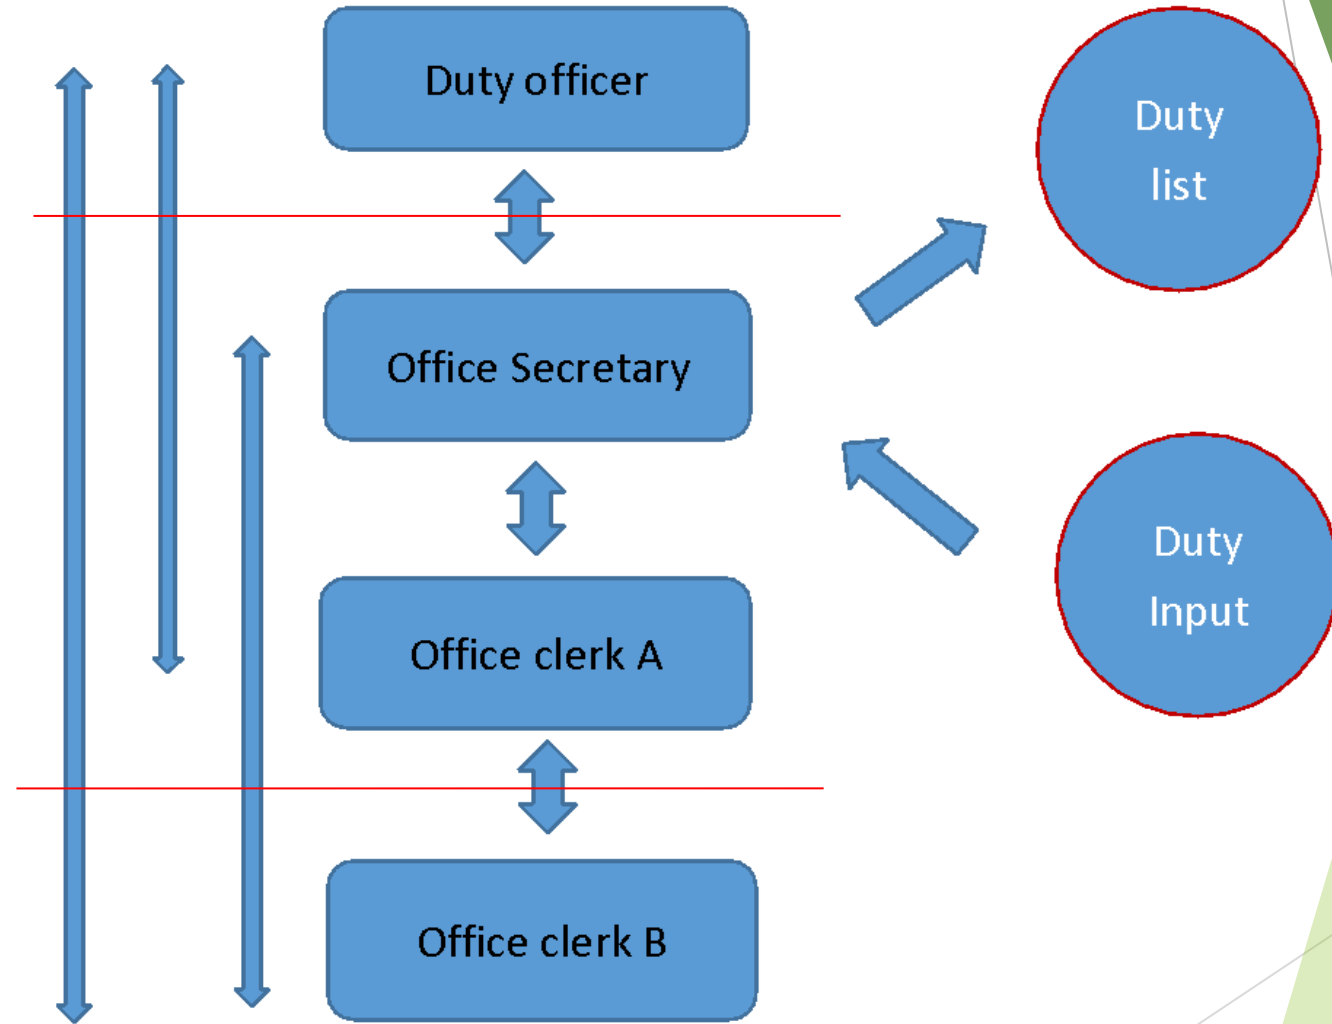 Duty officer
Duty
list
Office Secretary
Duty
Input
Office clerk A
Office clerk B